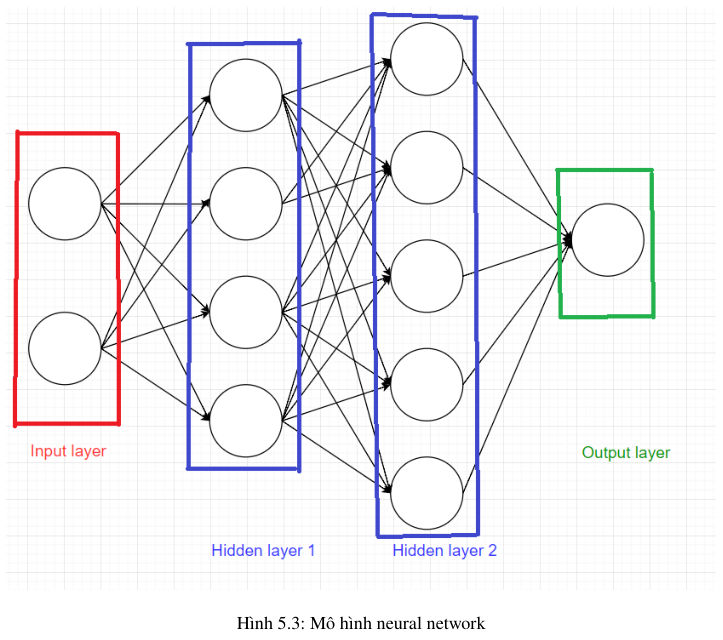 Input layer
Output layer
Hidden layer 1
Hidden layer 2
Hình 5.3: Mô hình neural network